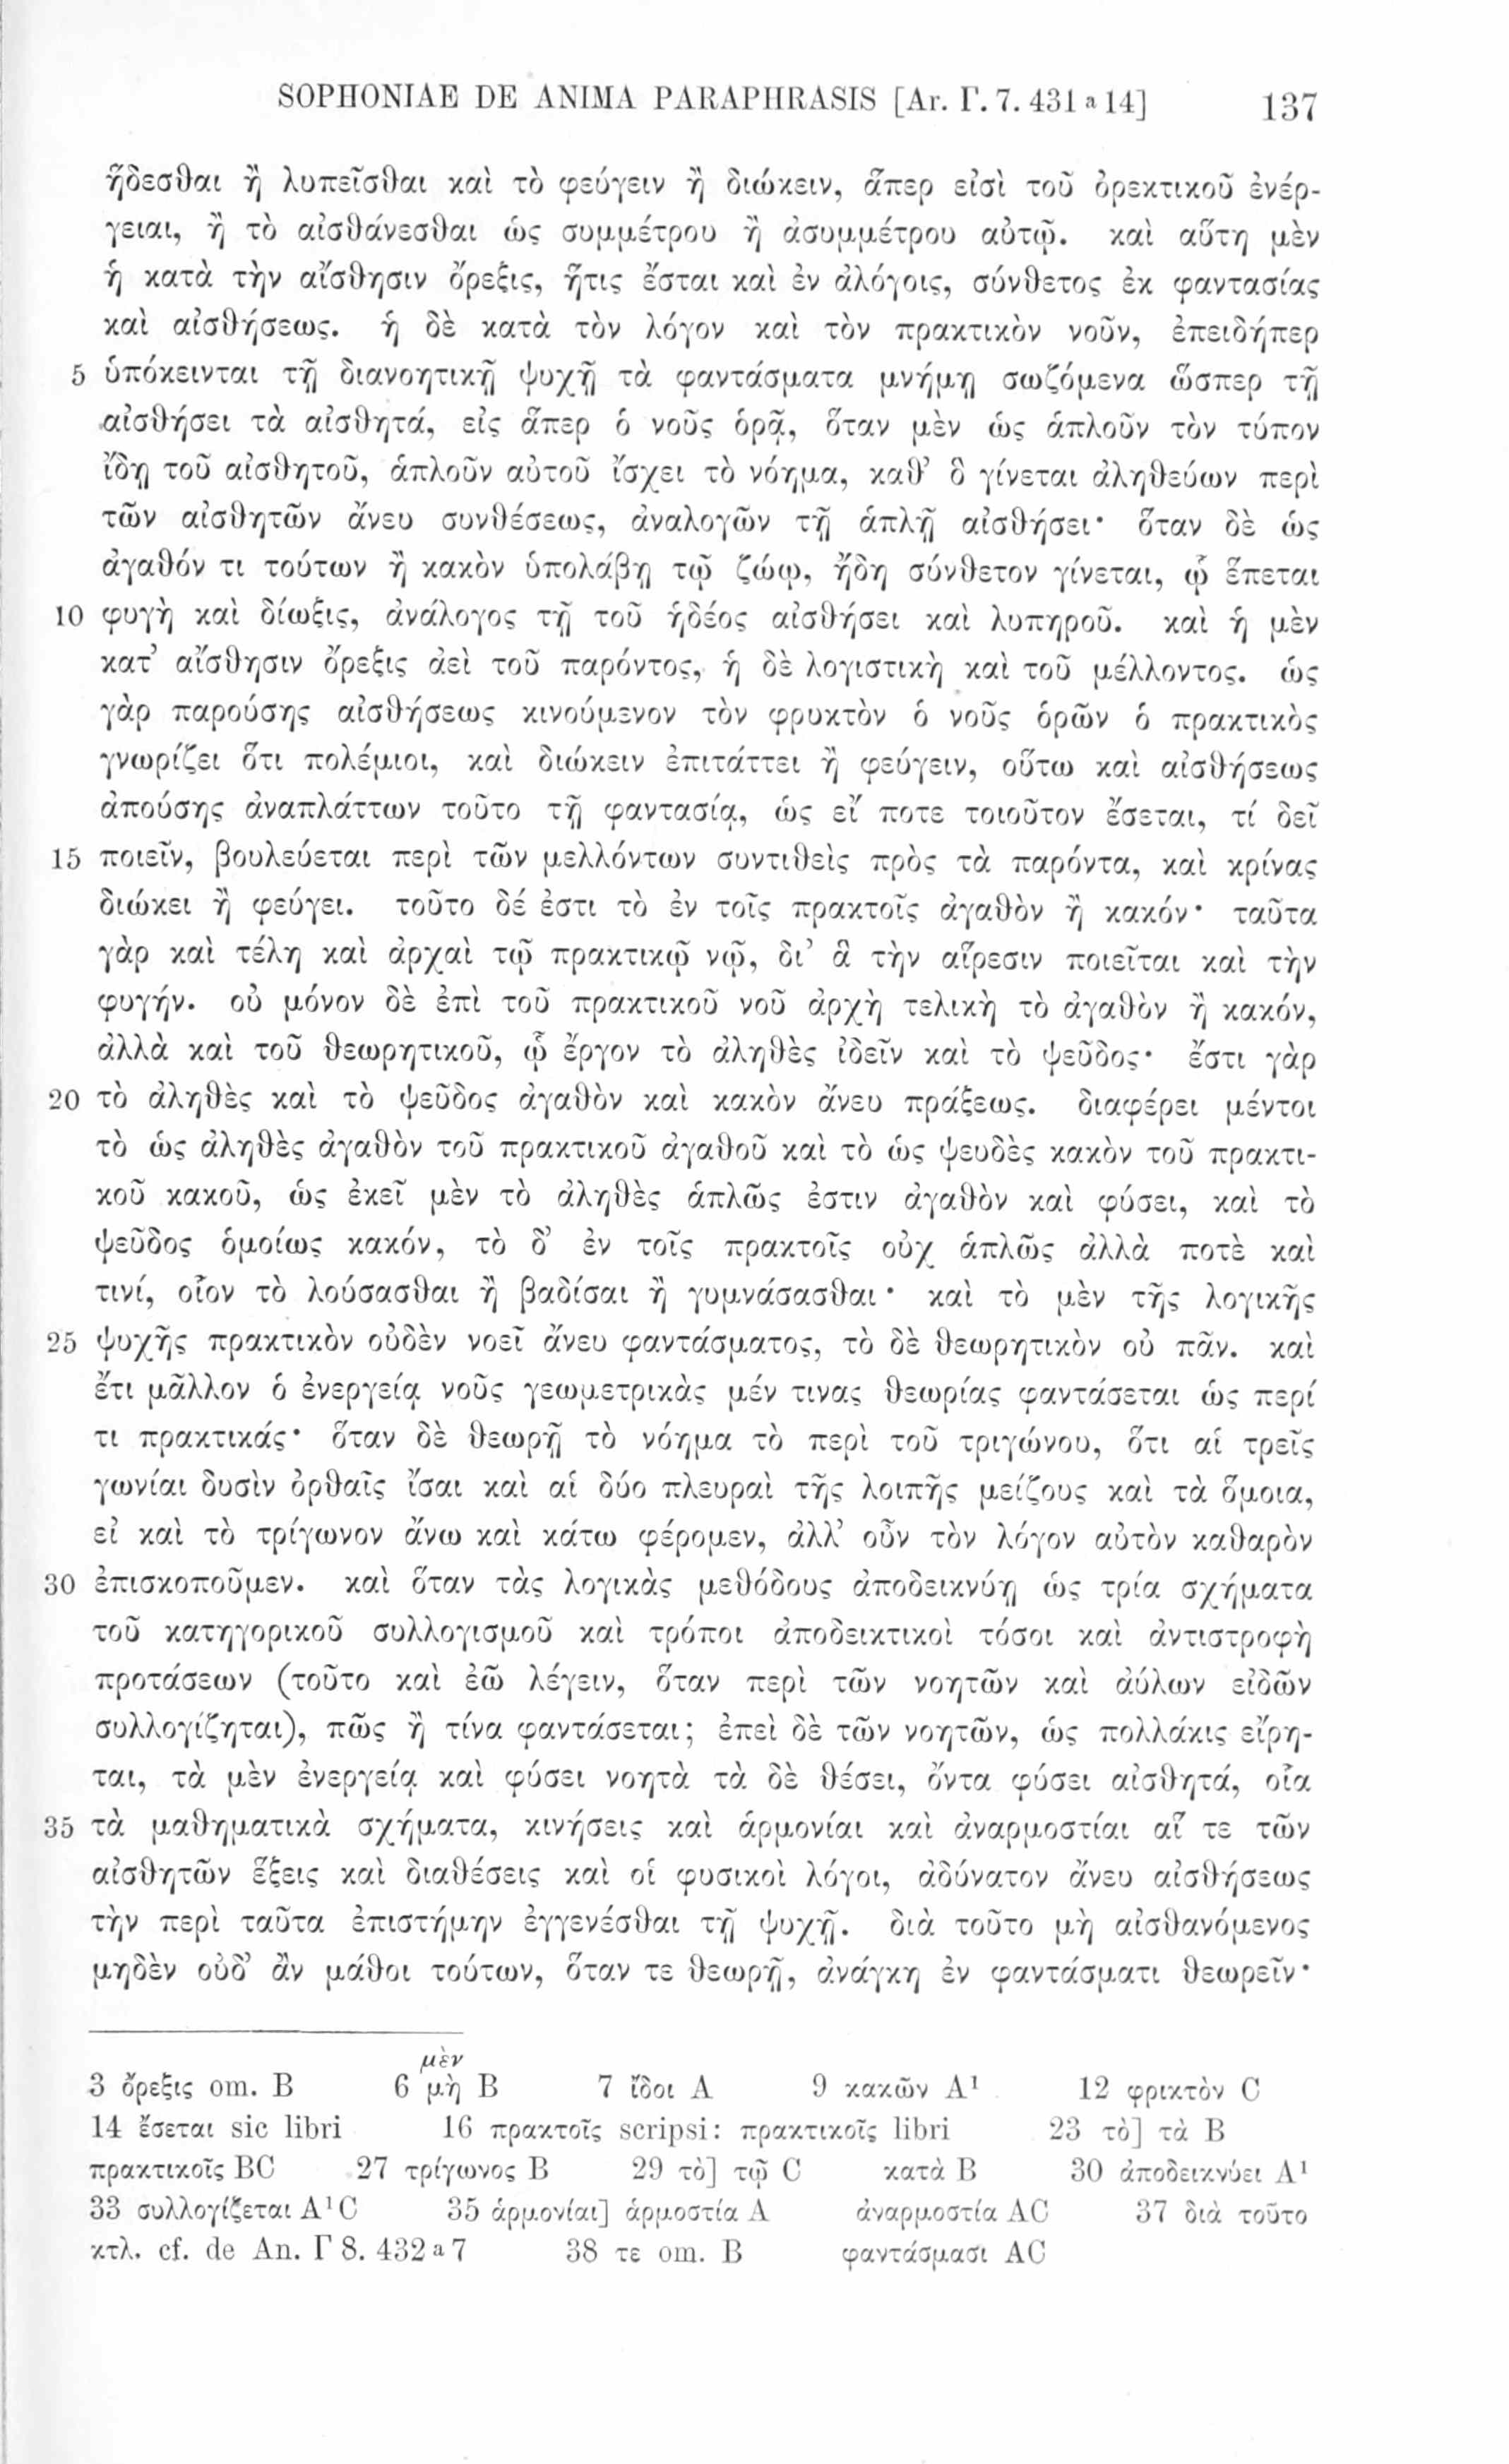 SOPHONIAE DE ANIMA PARAPHRASIS [Ar. Γ. 7. 431 a 14] 137
ἥδεσθαι ἢ λυπεῖσθαι καὶ τὸ φεύγειν ἢ διώκειν, ἅπερ εἰσὶ τοῦ ὀρεκτικοῦ ἐνέρ-
γειαι, ἢ τὸ αἰσθάνεσθαι ὡς συμμέτρου ἢ ἀσυμμέτρου αὐτῷ. καὶ αὕτη μὲν
ἡ κατὰ τὴν αἴσθησιν ὄρεξις, ἥτις ἔσται καὶ ἐν ἀλόγοις, σύνθετος ἐκ φαντασίας
καὶ αἰσθήσεως. ἡ δὲ κατὰ τὸν λόγον καὶ τὸν πρακτικὸν νοῦν, ἐπειδήπερ
5 ὑπόκεινται τῇ διανοητικῇ ψυχῇ τὰ φαντάσματα μνήμῃ σωζόμενα ὥσπερ τῇ
αἰσθήσει τὰ αἰσθητά, εἰς ἅπερ ὁ νοῦς ὁρᾷ, ὅταν μὲν ὡς ἁπλοῦν τὸν τύπον
ἴδῃ τοῦ αἰσθητοῦ, ἁπλοῦν αὐτοῦ ἴσχει τὸ νόημα, καθ’ ὃ γίνεται ἀληθεύων περὶ
τῶν αἰσθητῶν ἄνευ συνθέσεως, ἀναλογῶν τῇ ἁπλῇ αἰσθήσει· ὅταν δὲ ὡς
ἀγαθόν τι τούτων ἢ κακὸν ὑπολάβῃ τῷ ζώῳ, ἤδη σύνθετον γίνεται, ᾧ ἕπεται
10 φυγὴ καὶ δίωξις, ἀνάλογος τῇ τοῦ ἡδέος αἰσθήσει καὶ λυπηροῦ. καὶ ἡ μὲν
κατ’ αἴσθησιν ὄρεξις ἀεὶ τοῦ παρόντος, ἡ δὲ λογιστικὴ καὶ τοῦ μέλλοντος. ὡς
γὰρ παρούσης αἰσθήσεως κινούμενον τὸν φρυκτὸν ὁ νοῦς ὁρῶν ὁ πρακτικὸς
γνωρίζει ὅτι πολέμιοι, καὶ διώκειν ἐπιτάττει ἢ φεύγειν, οὕτω καὶ αἰσθήσεως
ἀπούσης ἀναπλάττων τοῦτο τῇ φαντασίᾳ, ὡς εἴ ποτε τοιοῦτον ἔσεται, τί δεῖ
15 ποιεῖν, βουλεύεται περὶ τῶν μελλόντων συντιθεὶς πρὸς τὰ παρόντα, καὶ κρίνας
διώκει ἢ φεύγει. τοῦτο δέ ἐστι τὸ ἐν τοῖς πρακτοῖς ἀγαθὸν ἢ κακόν· ταῦτα
γὰρ καὶ τέλη καὶ ἀρχαὶ τῷ πρακτικῷ νῷ, δι’ ἃ τὴν αἵρεσιν ποιεῖται καὶ τὴν
φυγήν. οὐ μόνον δὲ ἐπὶ τοῦ πρακτικοῦ νοῦ ἀρχὴ τελικὴ τὸ ἀγαθὸν ἢ κακόν,
ἀλλὰ καὶ τοῦ θεωρητικοῦ, ᾧ ἔργον τὸ ἀληθὲς ἰδεῖν καὶ τὸ ψεῦδος· ἔστι γὰρ
20 τὸ ἀληθὲς καὶ τὸ ψεῦδος ἀγαθὸν καὶ κακὸν ἄνευ πράξεως. διαφέρει μέντοι
τὸ ὡς ἀληθὲς ἀγαθὸν τοῦ πρακτικοῦ ἀγαθοῦ καὶ τὸ ὡς ψευδὲς κακὸν τοῦ πρακτι-
κοῦ κακοῦ, ὡς ἐκεῖ μὲν τὸ ἀληθὲς ἁπλῶς ἐστιν ἀγαθὸν καὶ φύσει, καὶ τὸ
ψεῦδος ὁμοίως κακόν, τὸ δ’ ἐν τοῖς πρακτοῖς οὐχ ἁπλῶς ἀλλὰ ποτὲ καὶ
τινί, οἷον τὸ λούσασθαι ἢ βαδίσαι ἢ γυμνάσασθαι· καὶ τὸ μὲν τῆς λογικῆς
25 ψυχῆς πρακτικὸν οὐδὲν νοεῖ ἄνευ φαντάσματος, τὸ δὲ θεωρητικὸν οὐ πᾶν. καὶ
ἔτι μᾶλλον ὁ ἐνεργείᾳ νοῦς γεωμετρικὰς μέν τινας θεωρίας φαντάσεται ὡς περί
τι πρακτικάς· ὅταν δὲ θεωρῇ τὸ νόημα τὸ περὶ τοῦ τριγώνου, ὅτι αἱ τρεῖς
γωνίαι δυσὶν ὀρθαῖς ἴσαι καὶ αἱ δύο πλευραὶ τῆς λοιπῆς μείζους καὶ τὰ ὅμοια,
εἰ καὶ τὸ τρίγωνον ἄνω καὶ κάτω φέρομεν, ἀλλ’ οὖν τὸν λόγον αὐτὸν καθαρὸν
30 ἐπισκοποῦμεν. καὶ ὅταν τὰς λογικὰς μεθόδους ἀποδεικνύῃ ὡς τρία σχήματα
τοῦ κατηγορικοῦ συλλογισμοῦ καὶ τρόποι ἀποδεικτικοὶ τόσοι καὶ ἀντιστροφὴ
προτάσεων (τοῦτο καὶ ἐῶ λέγειν, ὅταν περὶ τῶν νοητῶν καὶ ἀύλων εἰδῶν
συλλογίζηται), πῶς ἢ τίνα φαντάσεται; ἐπεὶ δὲ τῶν νοητῶν, ὡς πολλάκις εἴρη-
ται, τὰ μὲν ἐνεργείᾳ καὶ φύσει νοητὰ τὰ δὲ θέσει, ὄντα φύσει αἰσθητά, οἷα
35 τὰ μαθηματικὰ σχήματα, κινήσεις καὶ ἁρμονίαι καὶ ἀναρμοστίαι αἵ τε τῶν
αἰσθητῶν ἕξεις καὶ διαθέσεις καὶ οἱ φυσικοὶ λόγοι, ἀδύνατον ἄνευ αἰσθήσεως
τὴν περὶ ταῦτα ἐπιστήμην ἐγγενέσθαι τῇ ψυχῇ. διὰ τοῦτο μὴ αἰσθανόμενος
μηδὲν οὐδ’ ἂν μάθοι τούτων, ὅταν τε θεωρῇ, ἀνάγκη ἐν φαντάσματι θεωρεῖν·
μὲν
3 ὄρεξις om. B 6 μὴ B 7 ἴδοι A 9 κακῶν A¹ 12 φρικτὸν C
14 ἔσεται sic libri 16 πρακτοῖς scripsi: πρακτικοῖς libri 23 τὸ] τὰ B
πρακτικοῖς BC 27 τρίγωνος B 29 τὸ] τῷ C κατὰ B 30 ἀποδεικνύει A¹
33 συλλογίζεται A¹C 35 ἁρμονίαι] ἁρμοστία A ἀναρμοστία AC 37 διὰ τοῦτο
κτλ. cf. de An. Γ 8. 432 a 7 38 τε om. B φαντάσμασι AC